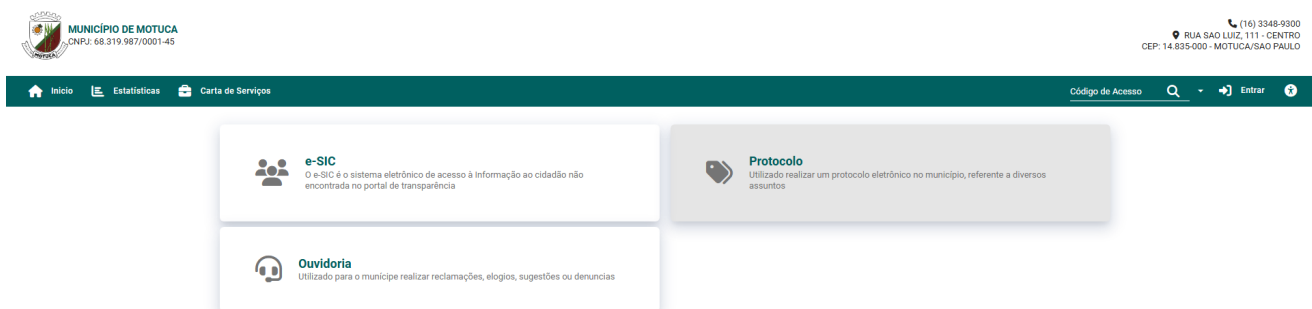 MUNICÍPIO DE MOTUCA
CNPJ: 68.319.987/0001-45
MOTUCA
(16) 3348-9300
RUA SAO LUIZ, 111 - CENTRO
CEP: 14.835-000 - MOTUCA/SAO PAULO
Inicio Estatísticas Carta de Serviços Código de Acesso Entrar
e-SIC
O e-SIC é o sistema eletrônico de acesso à Informação ao cidadão não
encontrada no portal de transparência
Protocolo
Utilizado realizar um protocolo eletrônico no município, referente a diversos
assuntos
Ouvidoria
Utilizado para o munícipe realizar reclamações, elogios, sugestões ou denuncias